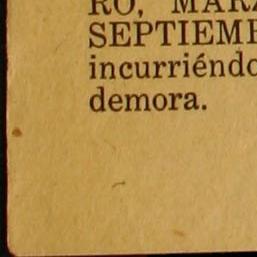 RO, MAR
SEPTIEM
incurriéndo
demora.